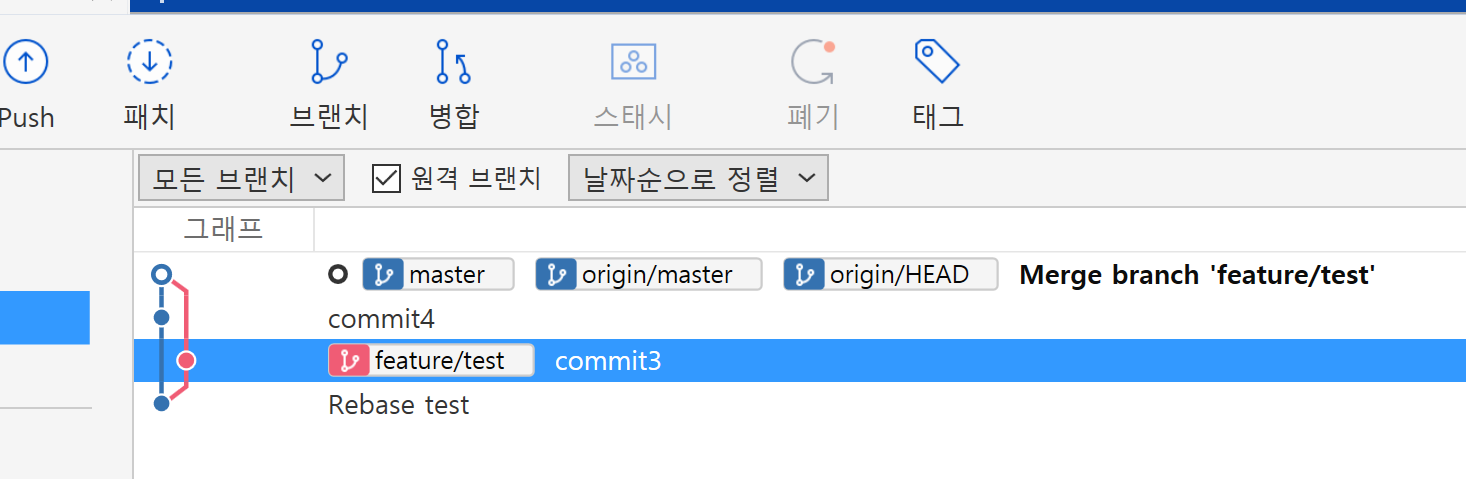 Push 패치 브랜치 병합 스태시 폐기 태그
모든 브랜치 원격 브랜치 날짜순으로 정렬
그래프
master origin/master origin/HEAD Merge branch 'feature/test'
commit4
feature/test commit3
Rebase test